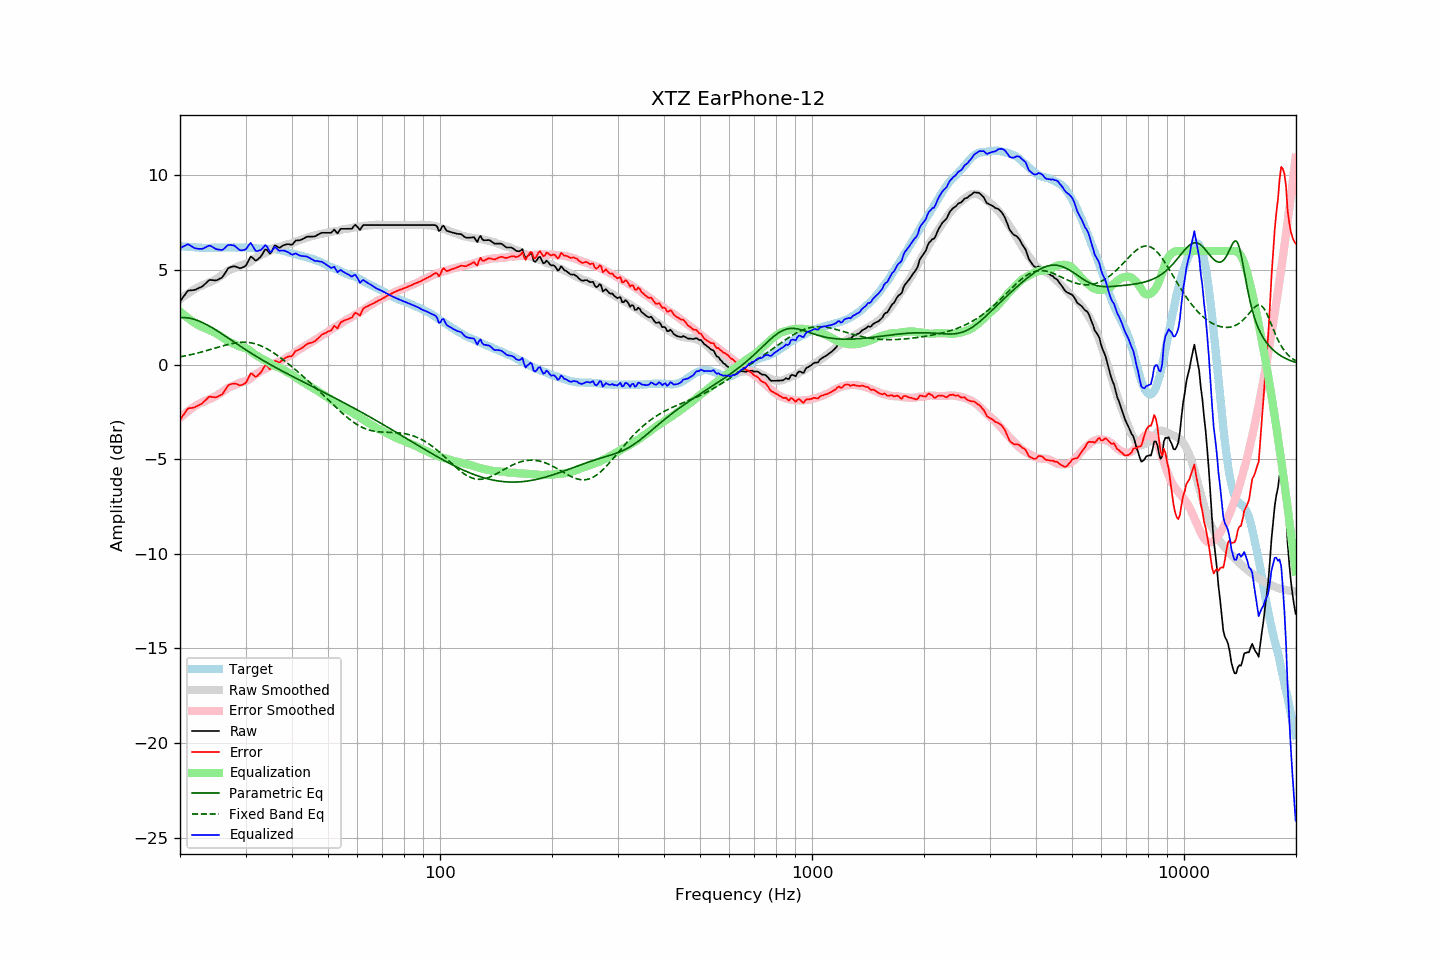 XTZ EarPhone-12
10
5
0
−5
−10
−15
−20
−25
Amplitude (dBr)
Target
Raw Smoothed
Error Smoothed
Raw
Error
Equalization
Parametric Eq
Fixed Band Eq
Equalized
100
1000
10000
Frequency (Hz)